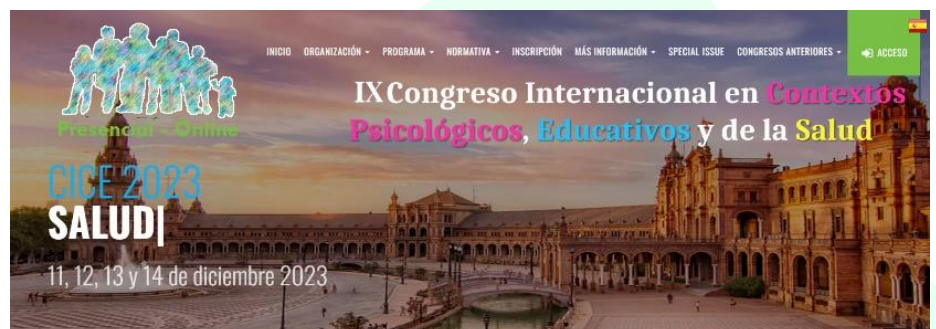 INICIO ORGANIZACIÓN PROGRAMA NORMATIVA INSCRIPCIÓN MÁS INFORMACIÓN SPECIAL ISSUE CONGRESOS ANTERIORES ACCESO
IX Congreso Internacional en Contextos
Psicológicos, Educativos y de la Salud
Presencial - Online
CICE 2023
SALUD|
11, 12, 13 y 14 de diciembre 2023